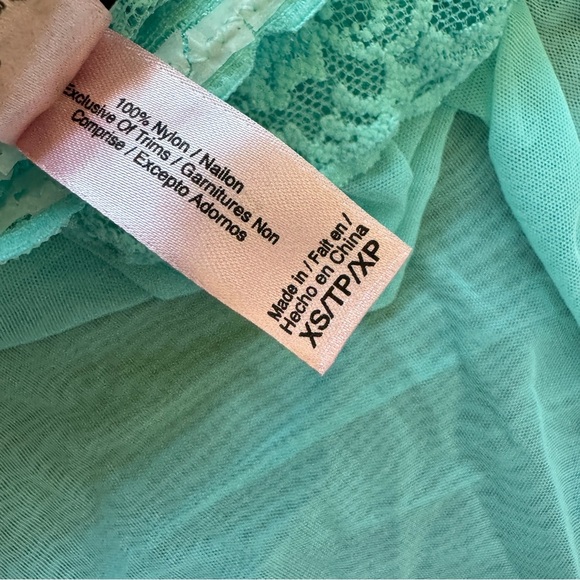 100% Nylon / Nailon
Exclusive Of Trims / Garnitures Non
Comprise / Excepto Adornos
Made in / Fait en /
Hecho en China
XS/TP/XP